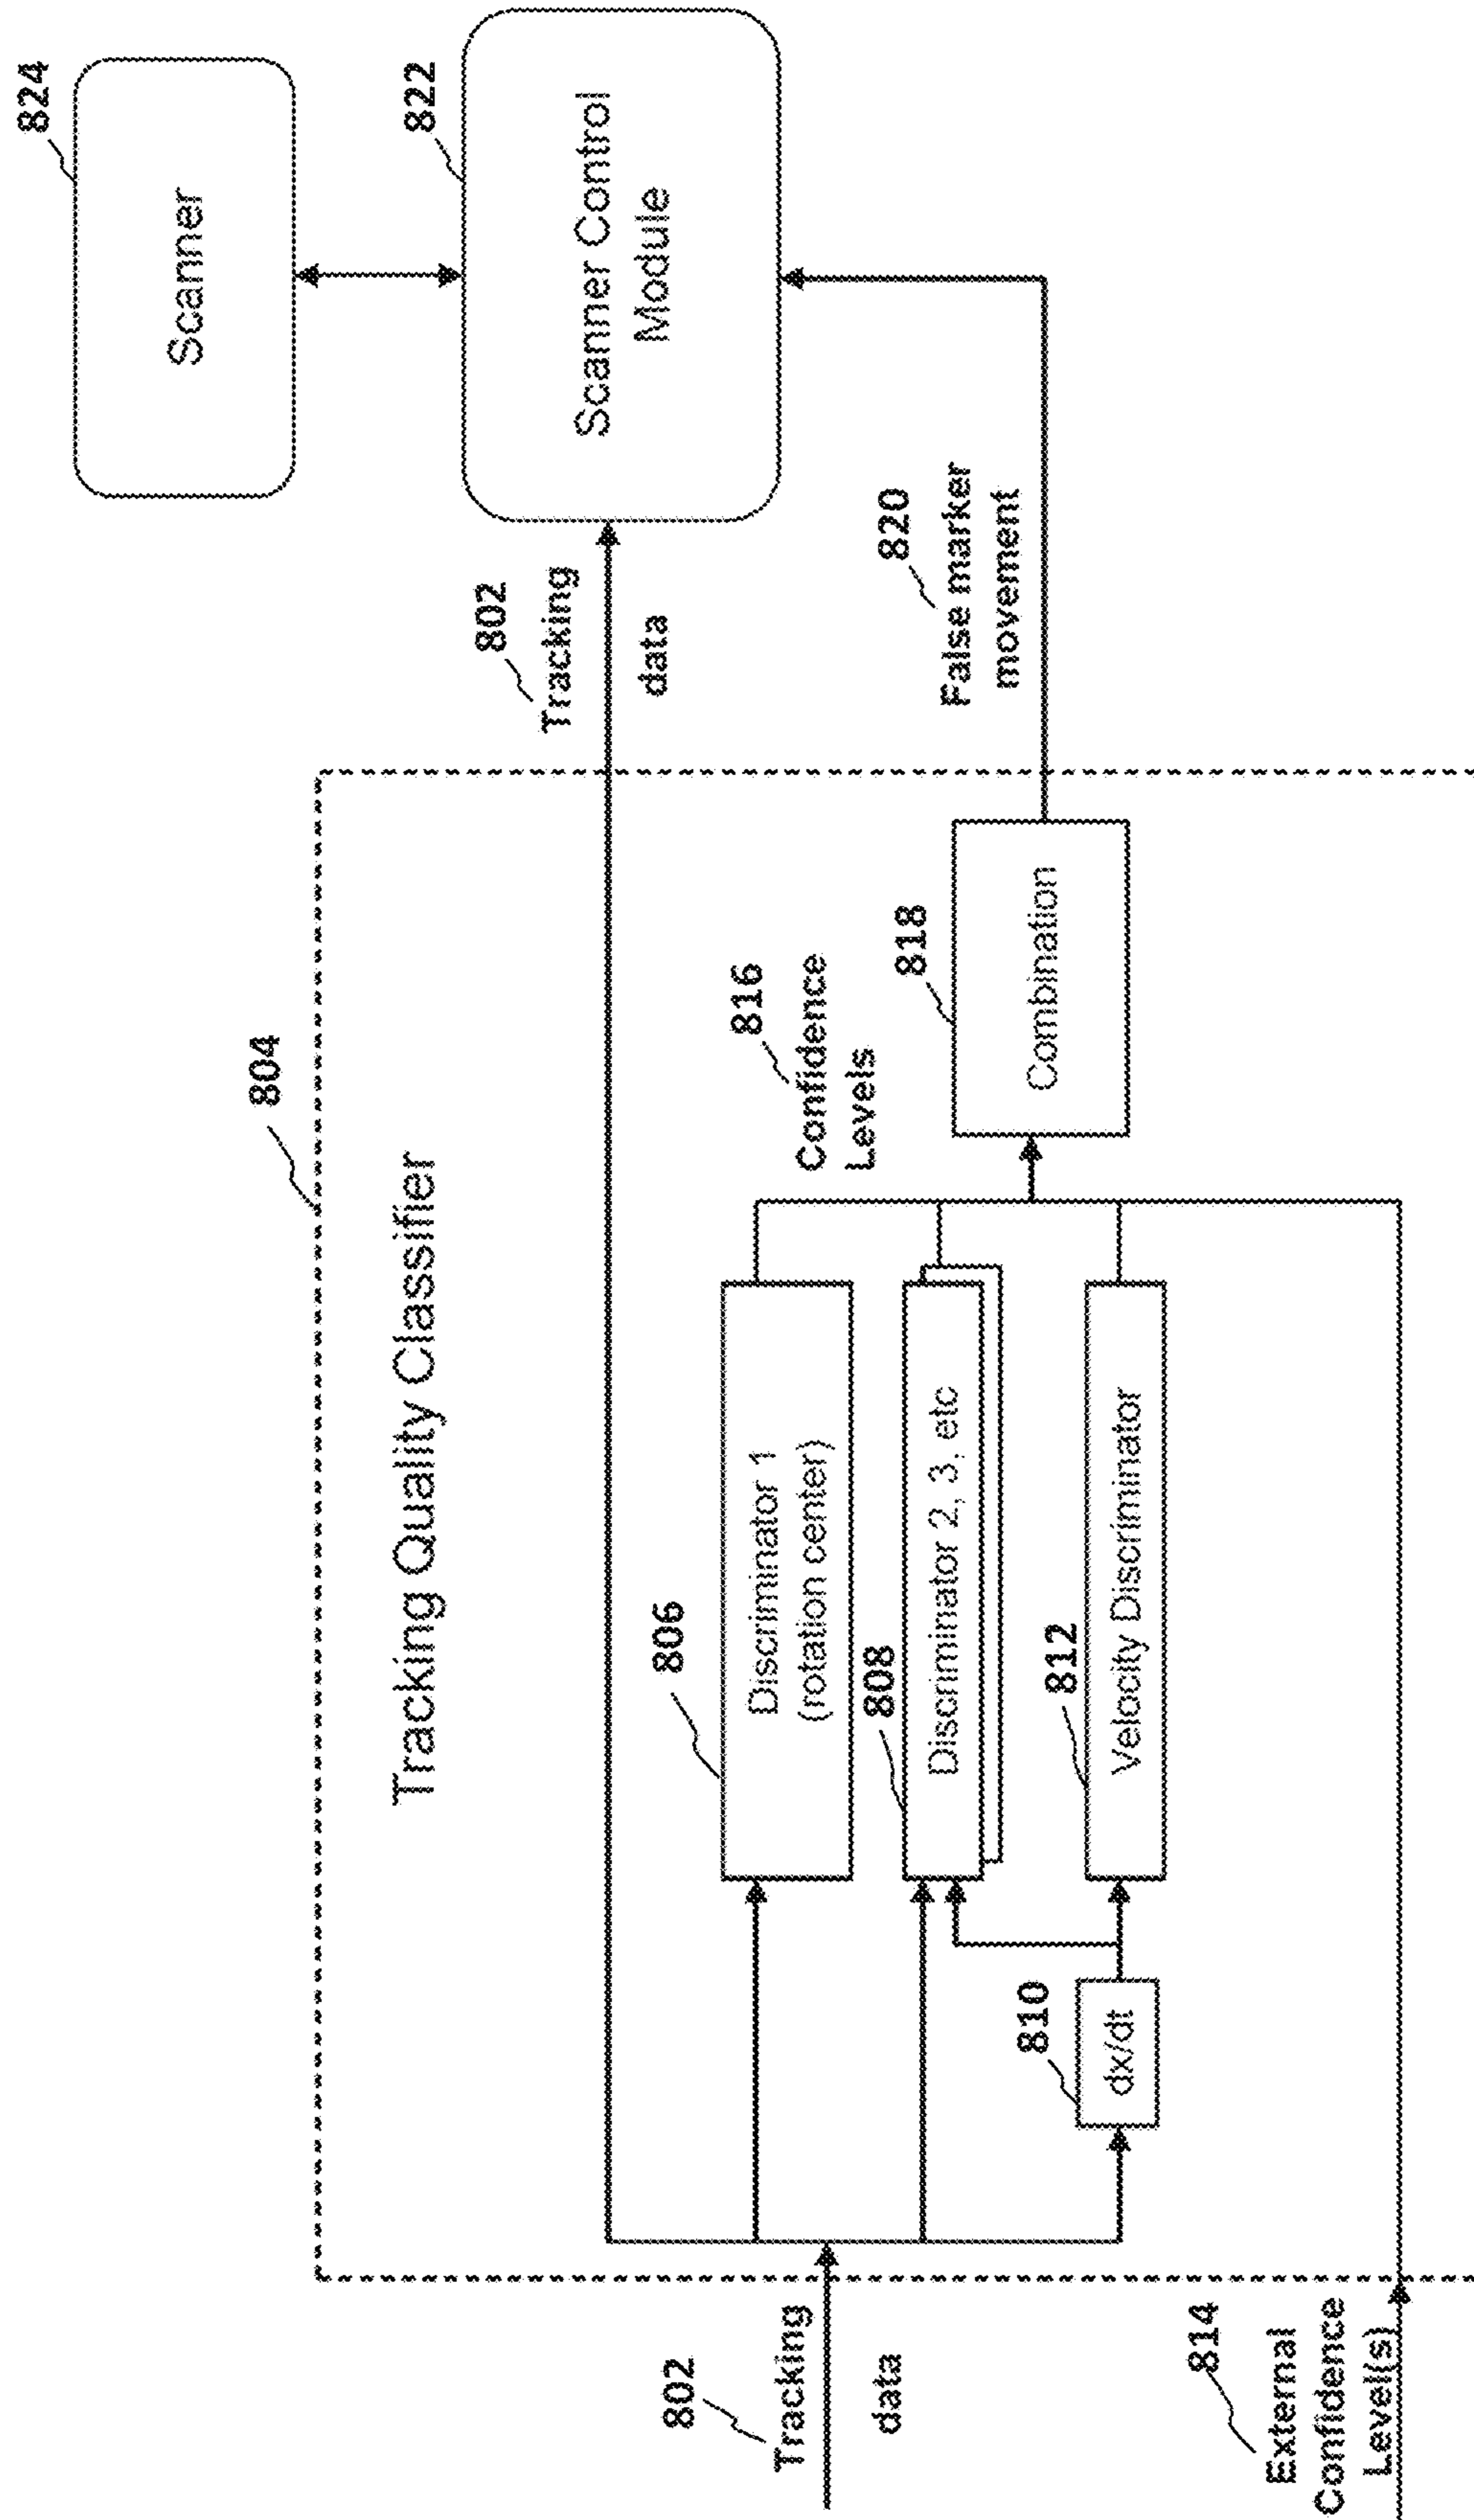 824
Scanner
822
Scanner Control
Module
802
Tracking
data
820
False marker
movement
804
Tracking Quality Classifier
816
Confidence
Levels
818
Combination
806
Discriminator 1
(rotation center)
808
Discriminator 2, 3, etc
812
Velocity Discriminator
810
dx/dt
802
Tracking
data
814
External
Confidence
Level(s)